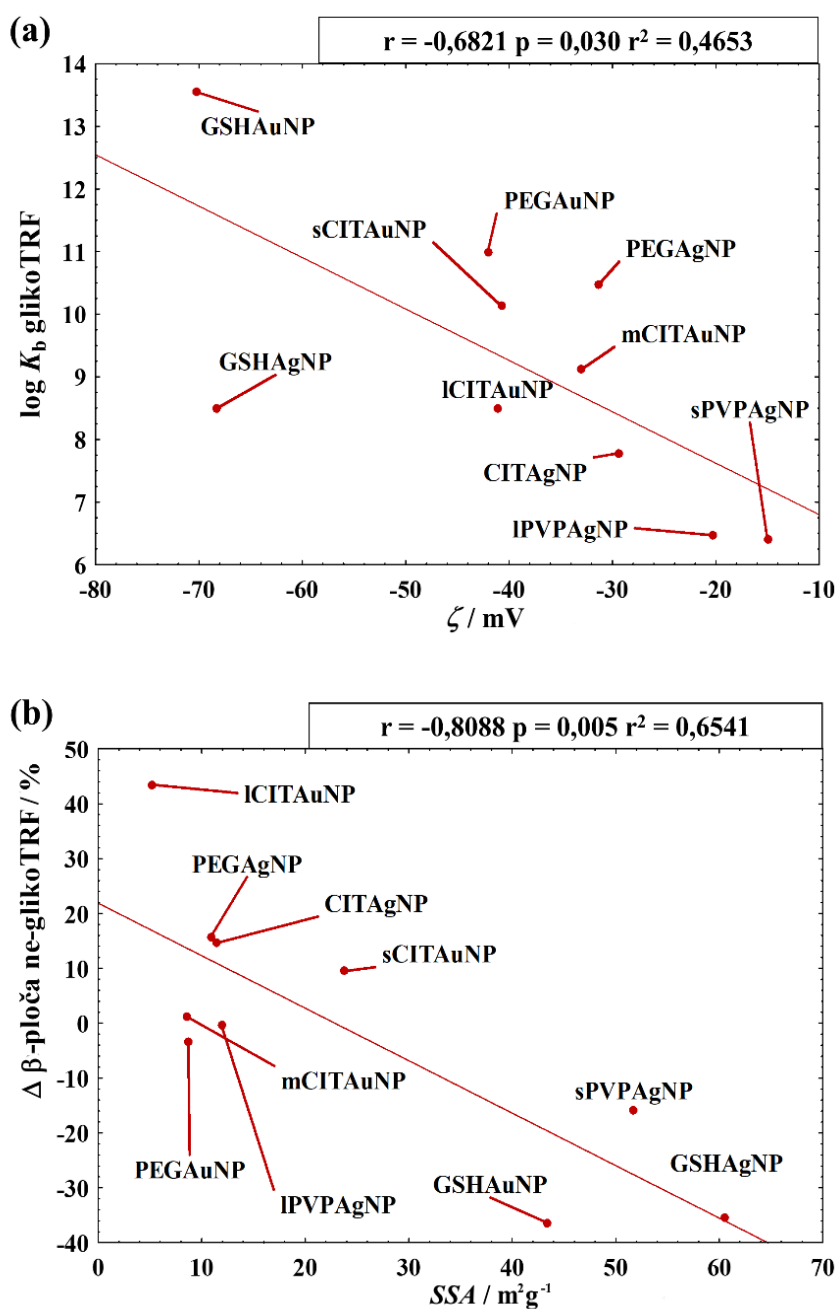 (a)
r = -0,6821 p = 0,030 r² = 0,4653
14
13
12
11
10
9
8
7
6
log Kb glikoTRF
GSHAuNP
PEGAuNP
sCITAuNP
PEGAgNP
mCITAuNP
GSHAgNP
lCITAuNP
sPVPAgNP
CITAgNP
lPVPAgNP
-80 -70 -60 -50 -40 -30 -20 -10
ζ / mV
(b)
r = -0,8088 p = 0,005 r² = 0,6541
50
40
30
20
10
0
-10
-20
-30
-40
Δ β-ploča ne-glikoTRF / %
lCITAuNP
PEGAgNP
CITAgNP
sCITAuNP
mCITAuNP
sPVPAgNP
PEGAuNP
GSHAgNP
lPVPAgNP
GSHAuNP
0 10 20 30 40 50 60 70
SSA / m²g⁻¹